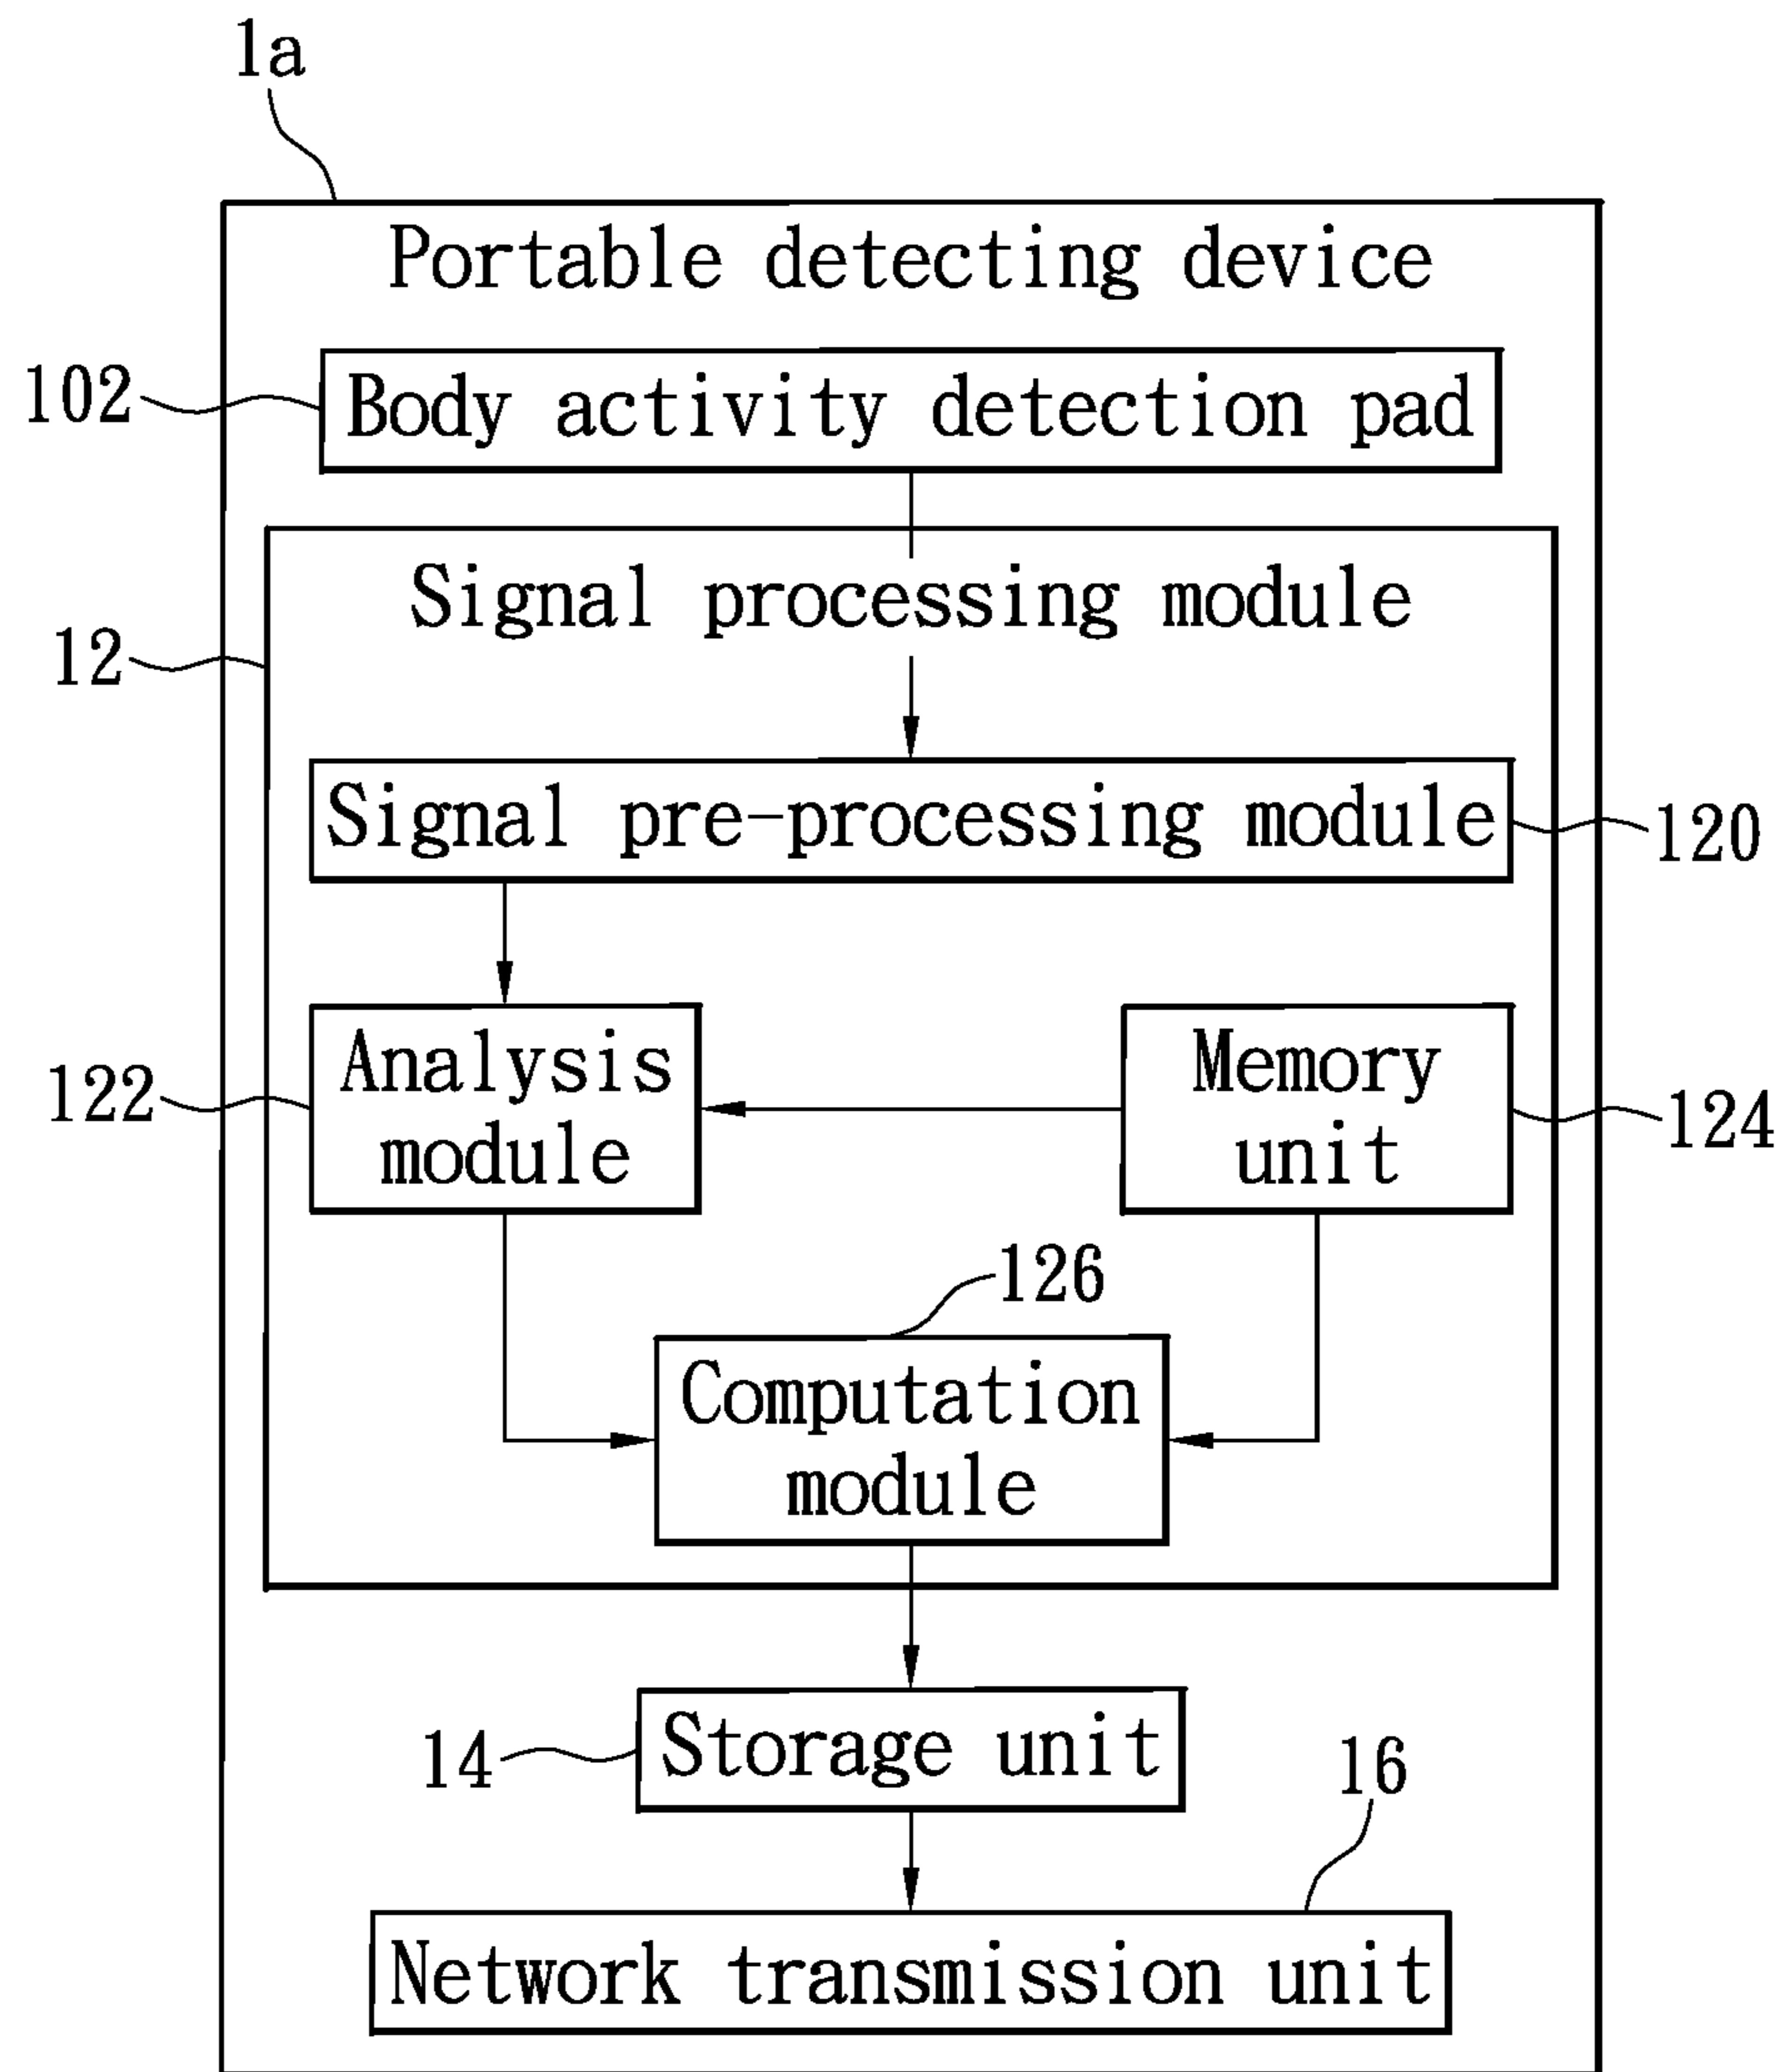 1a
Portable detecting device
102
Body activity detection pad
Signal processing module
12
Signal pre-processing module
120
Analysis
module
122
Memory
unit
124
126
Computation
module
14
Storage unit
16
Network transmission unit